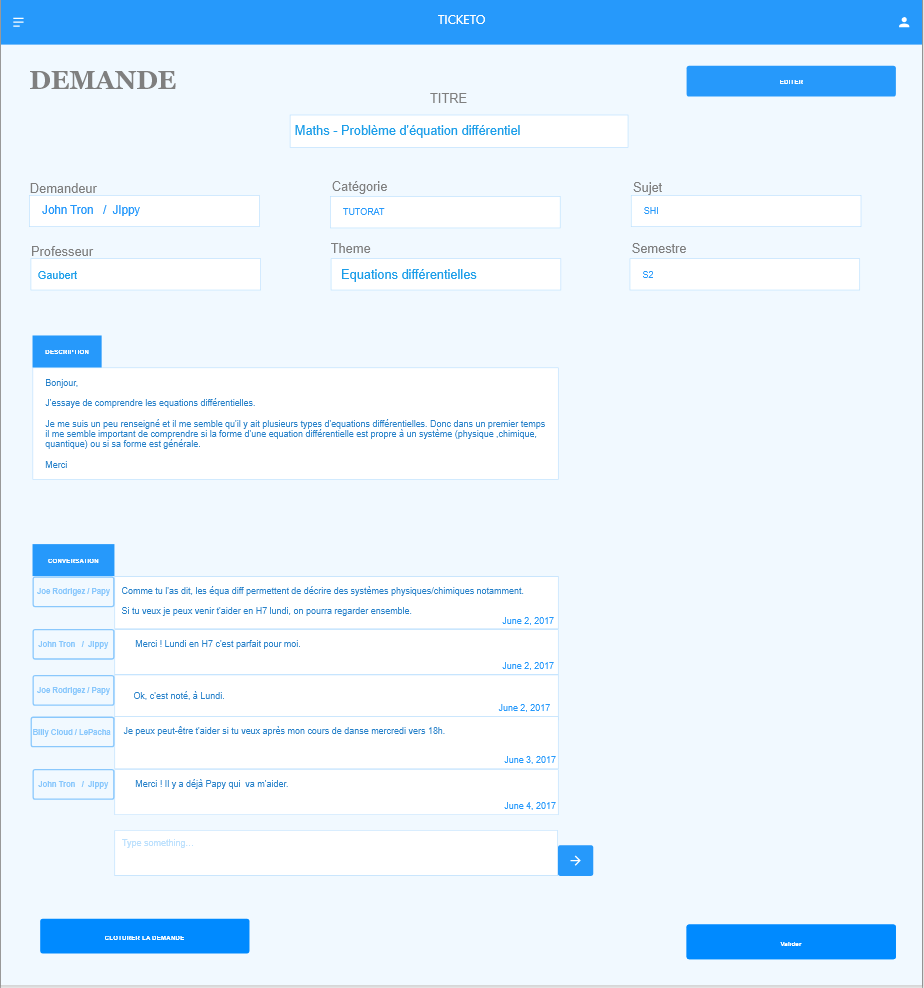 TICKETO
DEMANDE
EDITER
TITRE
Maths - Problème d'équation différentiel
Demandeur
Catégorie
Sujet
John Tron / JIppy
TUTORAT
SHI
Professeur
Theme
Semestre
Gaubert
Equations différentielles
S2
DESCRIPTION
Bonjour,
J'essaye de comprendre les equations différentielles.
Je me suis un peu renseigné et il me semble qu'il y ait plusieurs types d'equations différentielles. Donc dans un premier temps
il me semble important de comprendre si la forme d'une equation différentielle est propre à un système (physique ,chimique,
quantique) ou si sa forme est générale.
Merci
CONVERSATION
Joe Rodrigez / Papy
Comme tu l'as dit, les équa diff permettent de décrire des systèmes physiques/chimiques notamment.
Si tu veux je peux venir t'aider en H7 lundi, on pourra regarder ensemble.
June 2, 2017
John Tron / Jippy
Merci ! Lundi en H7 c'est parfait pour moi.
June 2, 2017
Joe Rodrigez / Papy
Ok, c'est noté, à Lundi.
June 2, 2017
Billy Cloud / LePacha
Je peux peut-être t'aider si tu veux après mon cours de danse mercredi vers 18h.
June 3, 2017
John Tron / Jippy
Merci ! Il y a déjà Papy qui va m'aider.
June 4, 2017
Type something...
CLOTURER LA DEMANDE
Valider